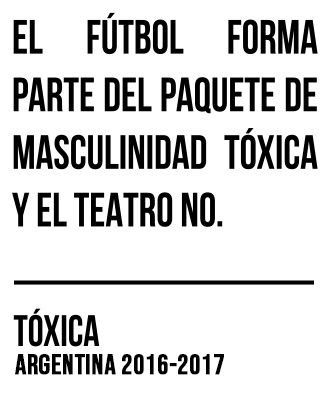 EL FÚTBOL FORMA
PARTE DEL PAQUETE DE
MASCULINIDAD TÓXICA
Y EL TEATRO NO.
TÓXICA
ARGENTINA 2016-2017